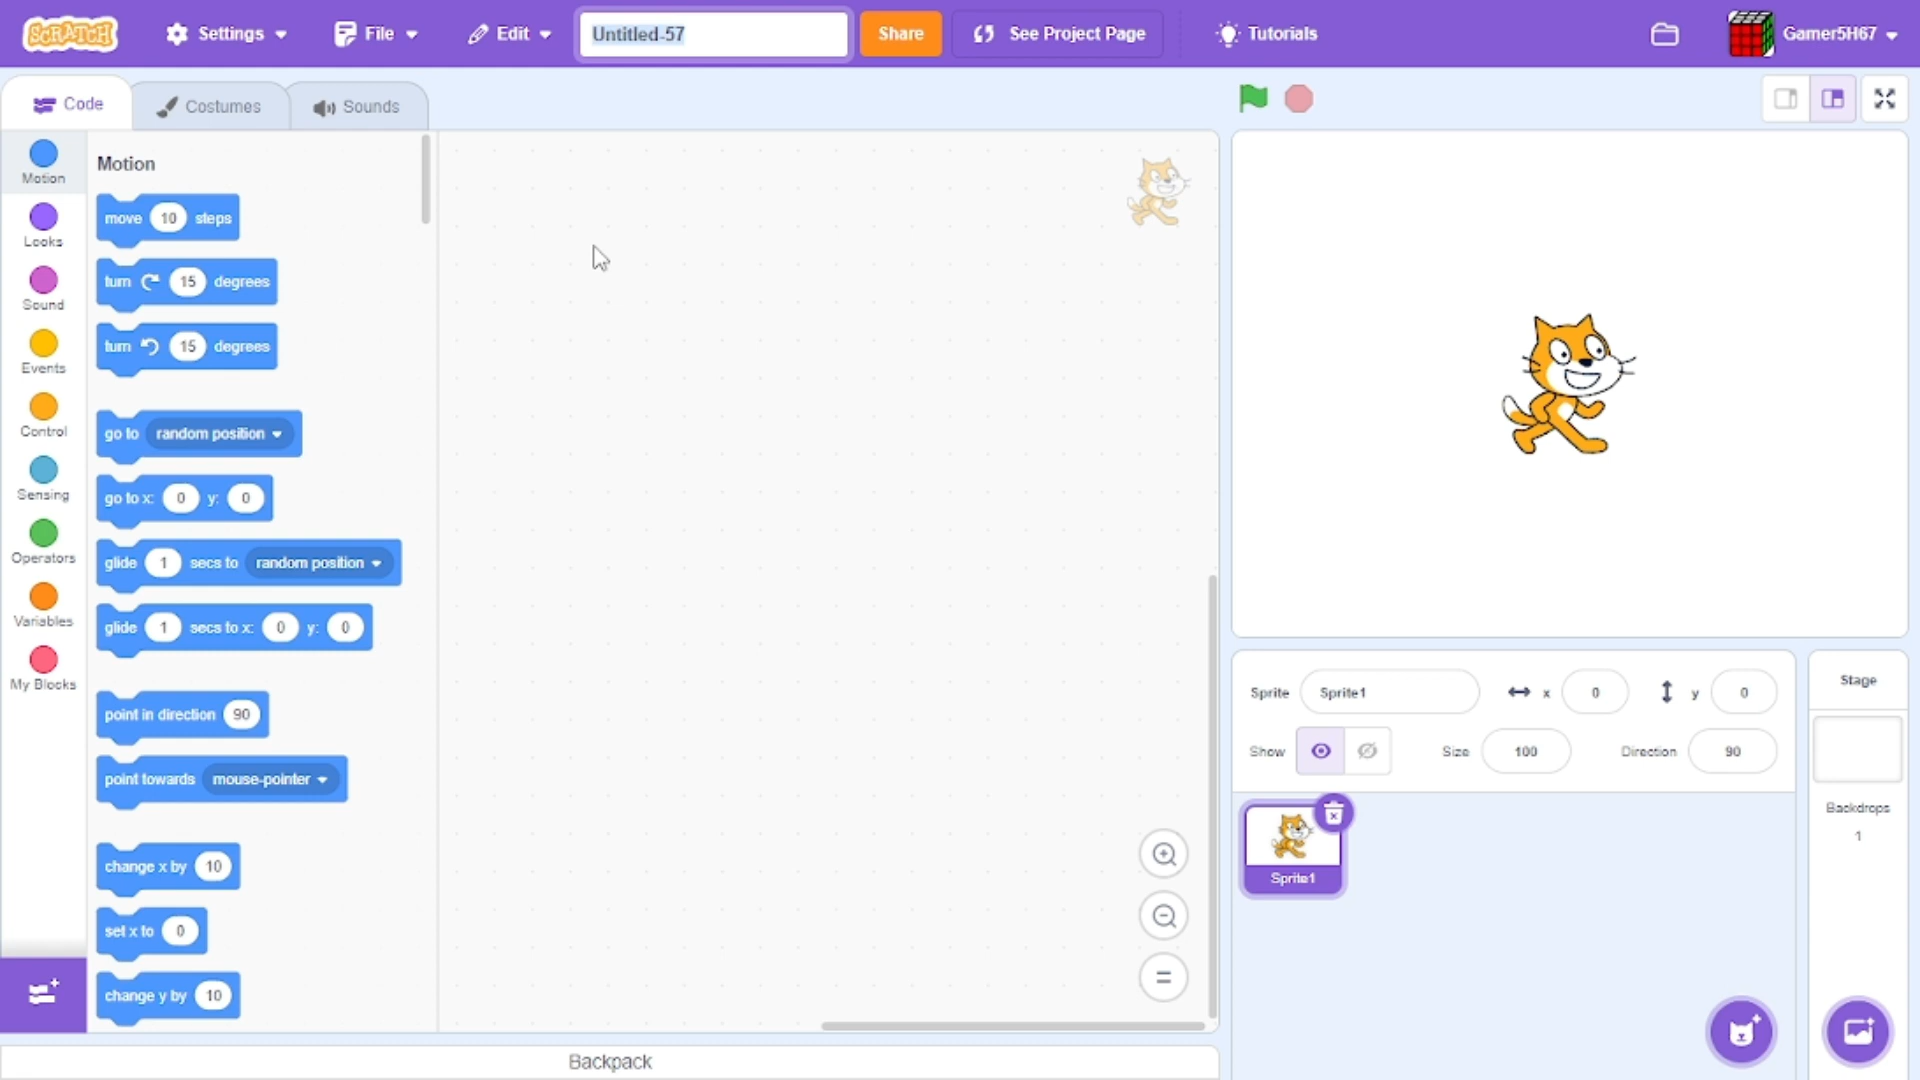 SCRATCH
Settings
File
Edit
Untitled-57
Share
See Project Page
Tutorials
Gamer5H67
Code
Costumes
Sounds
Motion
Looks
Sound
Events
Control
Sensing
Operators
Variables
My Blocks
Motion
move 10 steps
turn 15 degrees
turn 15 degrees
go to random position
go to x: 0 y: 0
glide 1 secs to random position
glide 1 secs to x: 0 y: 0
point in direction 90
point towards mouse-pointer
change x by 10
set x to 0
change y by 10
Backpack
Sprite Sprite1 x 0 y 0
Show Size 100 Direction 90
Sprite1
Stage
Backdrops
1